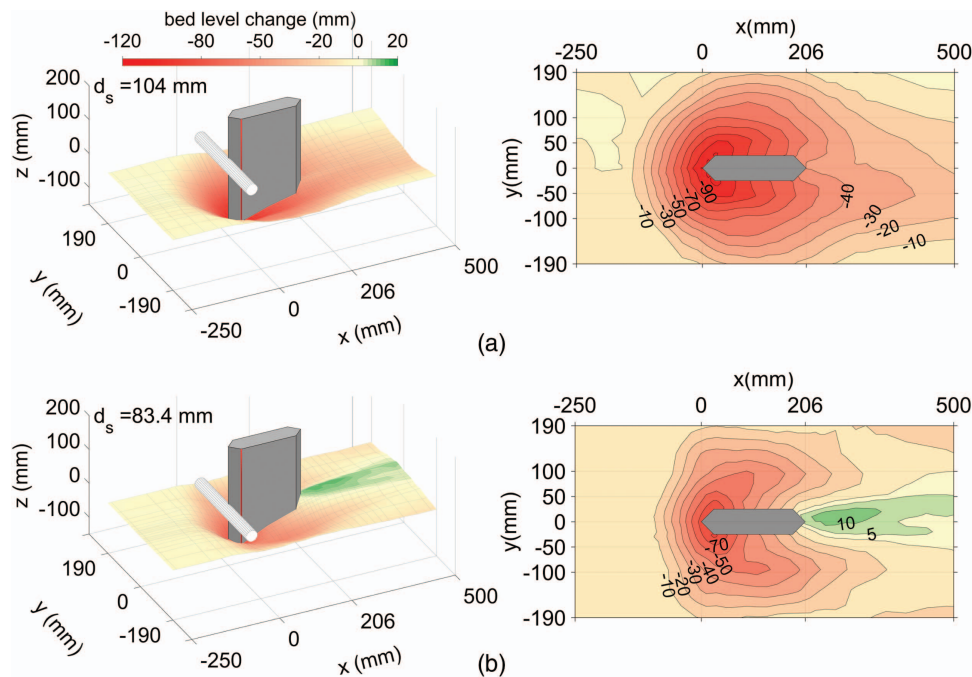 bed level change (mm)
-120 -80 -50 -20 0 20
d_s =104 mm
200
100
0
-100
z (mm)
190
0
-190
y (mm)
-250
0
206
500
x (mm)
x(mm)
-250 0 206 500
190
100
50
0
-50
-100
-190
y(mm)
-10
-30
-50
-70
-90
-40
-30
-20
-10
(a)
d_s =83.4 mm
200
100
0
-100
z (mm)
190
0
-190
y (mm)
-250
0
206
500
x (mm)
x(mm)
-250 0 206 500
190
100
50
0
-50
-100
-190
y(mm)
10
5
-70
-50
-40
-30
-20
-10
(b)